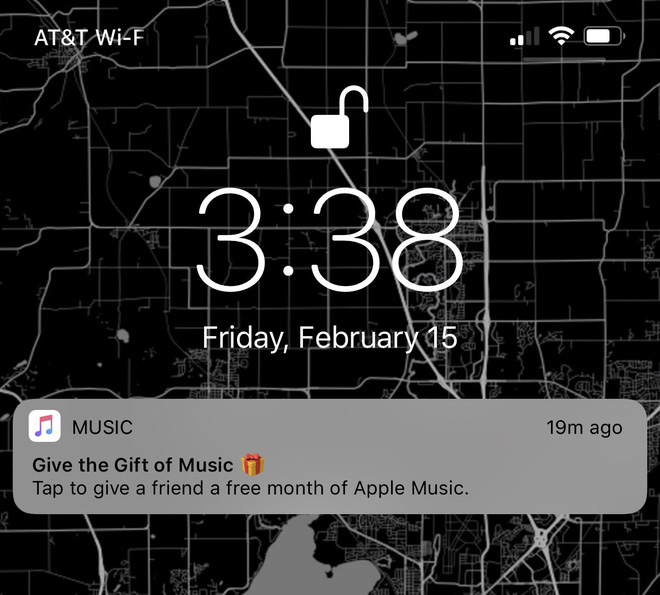 AT&T Wi-F
3:38
Friday, February 15
MUSIC 19m ago
Give the Gift of Music 🎁
Tap to give a friend a free month of Apple Music.